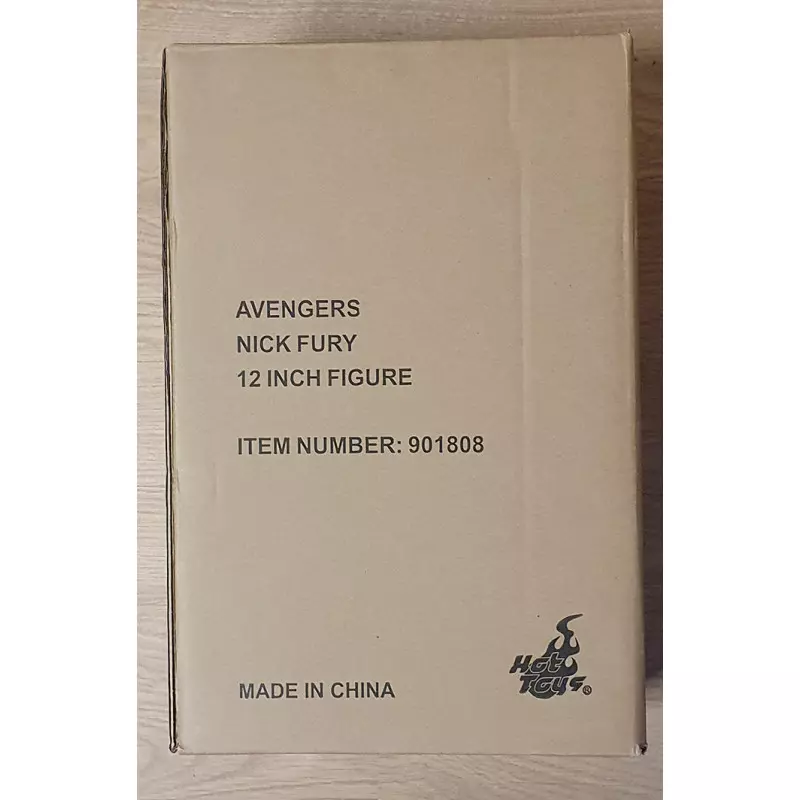 AVENGERS
NICK FURY
12 INCH FIGURE
ITEM NUMBER: 901808
Hot
Toys®
MADE IN CHINA